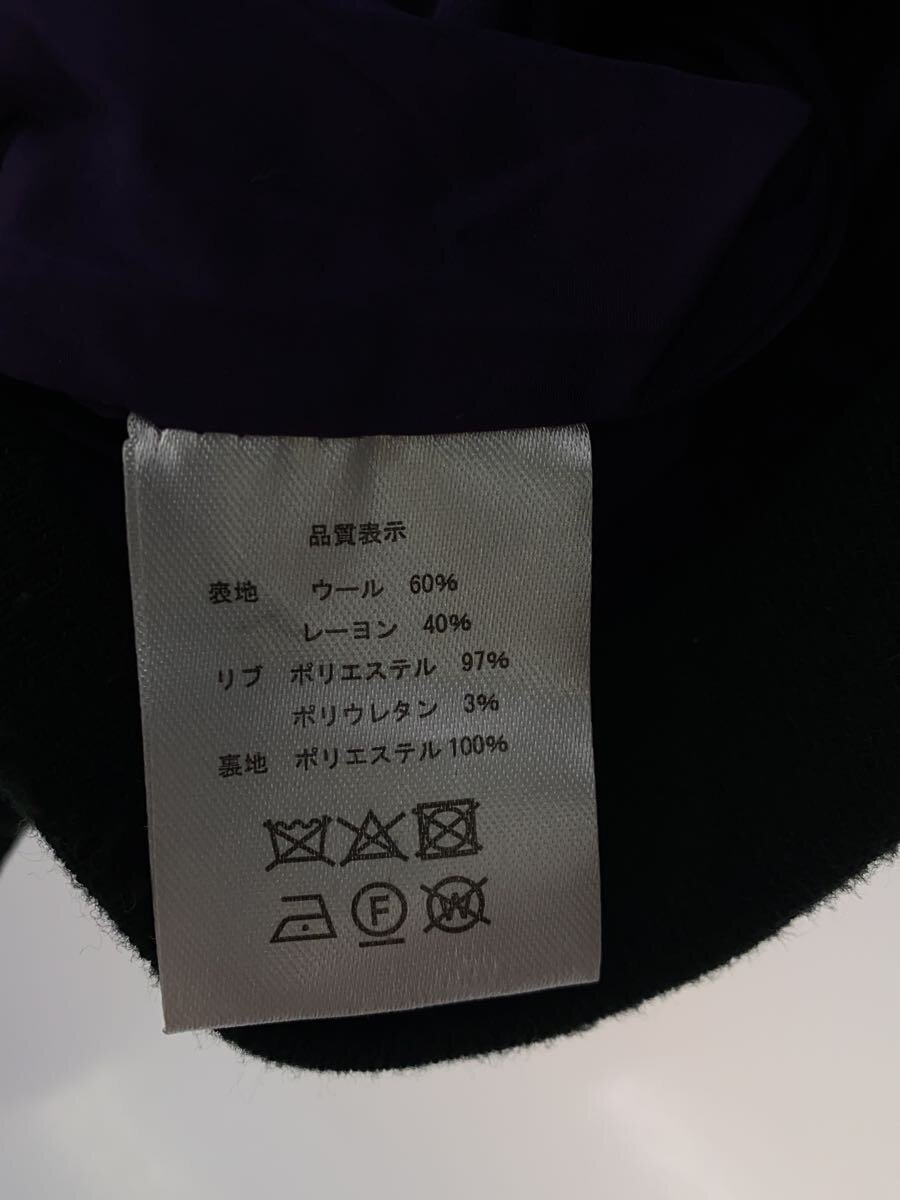 品質表示
表地 ウール 60%
レーヨン 40%
リブ ポリエステル 97%
ポリウレタン 3%
裏地 ポリエステル 100%
F W